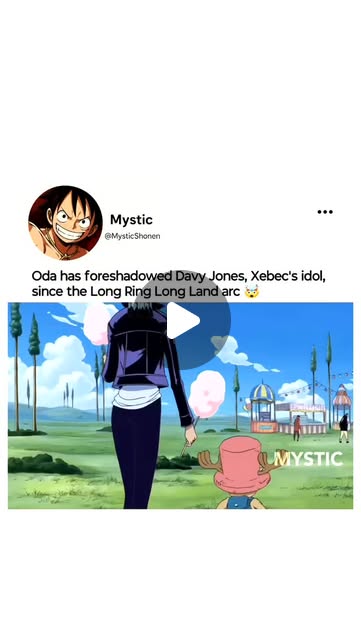 Mystic
@MysticShonen
Oda has foreshadowed Davy Jones, Xebec's idol,
since the Long Ring Long Land arc 🤯
MYSTIC